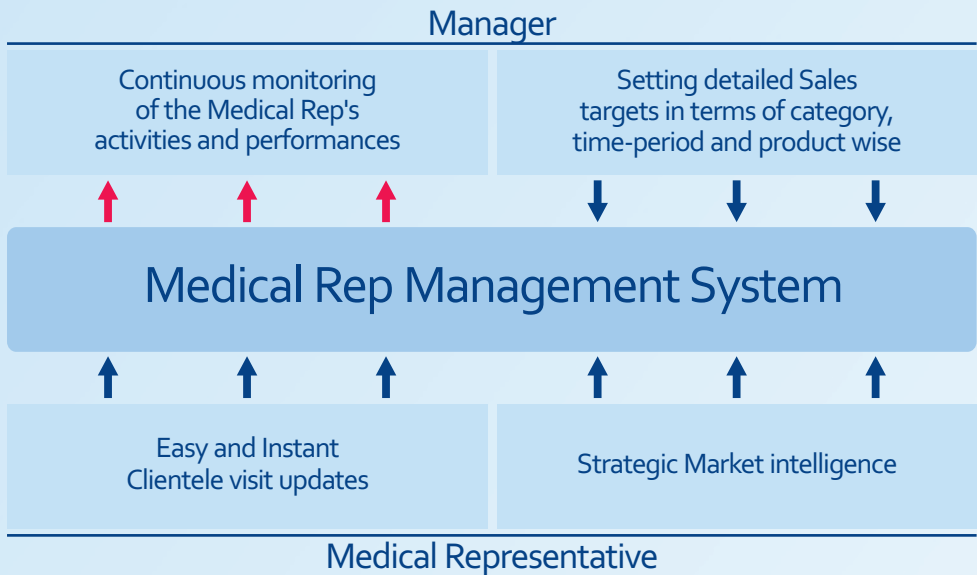 Manager
Continuous monitoring
of the Medical Rep's
activities and performances
Setting detailed Sales
targets in terms of category,
time-period and product wise
Medical Rep Management System
Easy and Instant
Clientele visit updates
Strategic Market intelligence
Medical Representative